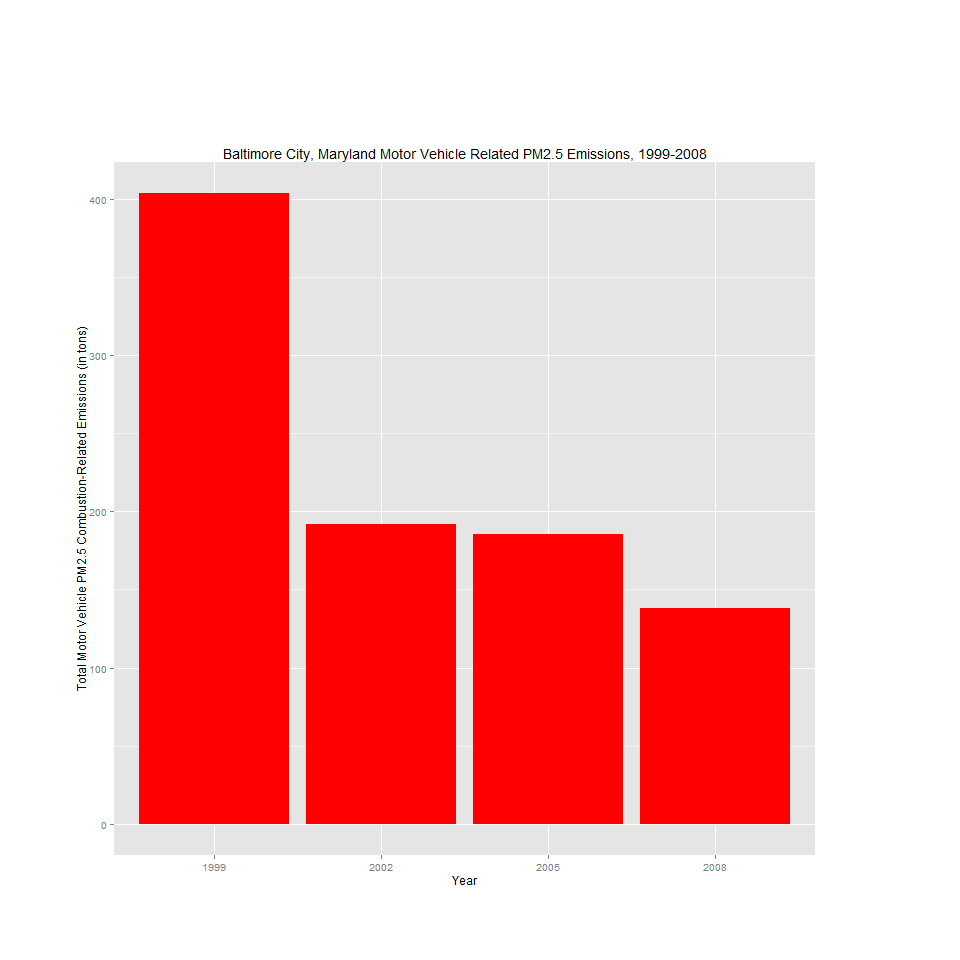 Baltimore City, Maryland Motor Vehicle Related PM2.5 Emissions, 1999-2008
Total Motor Vehicle PM2.5 Combustion-Related Emissions (in tons)
400
300
200
100
0
1999 2002 2005 2008
Year